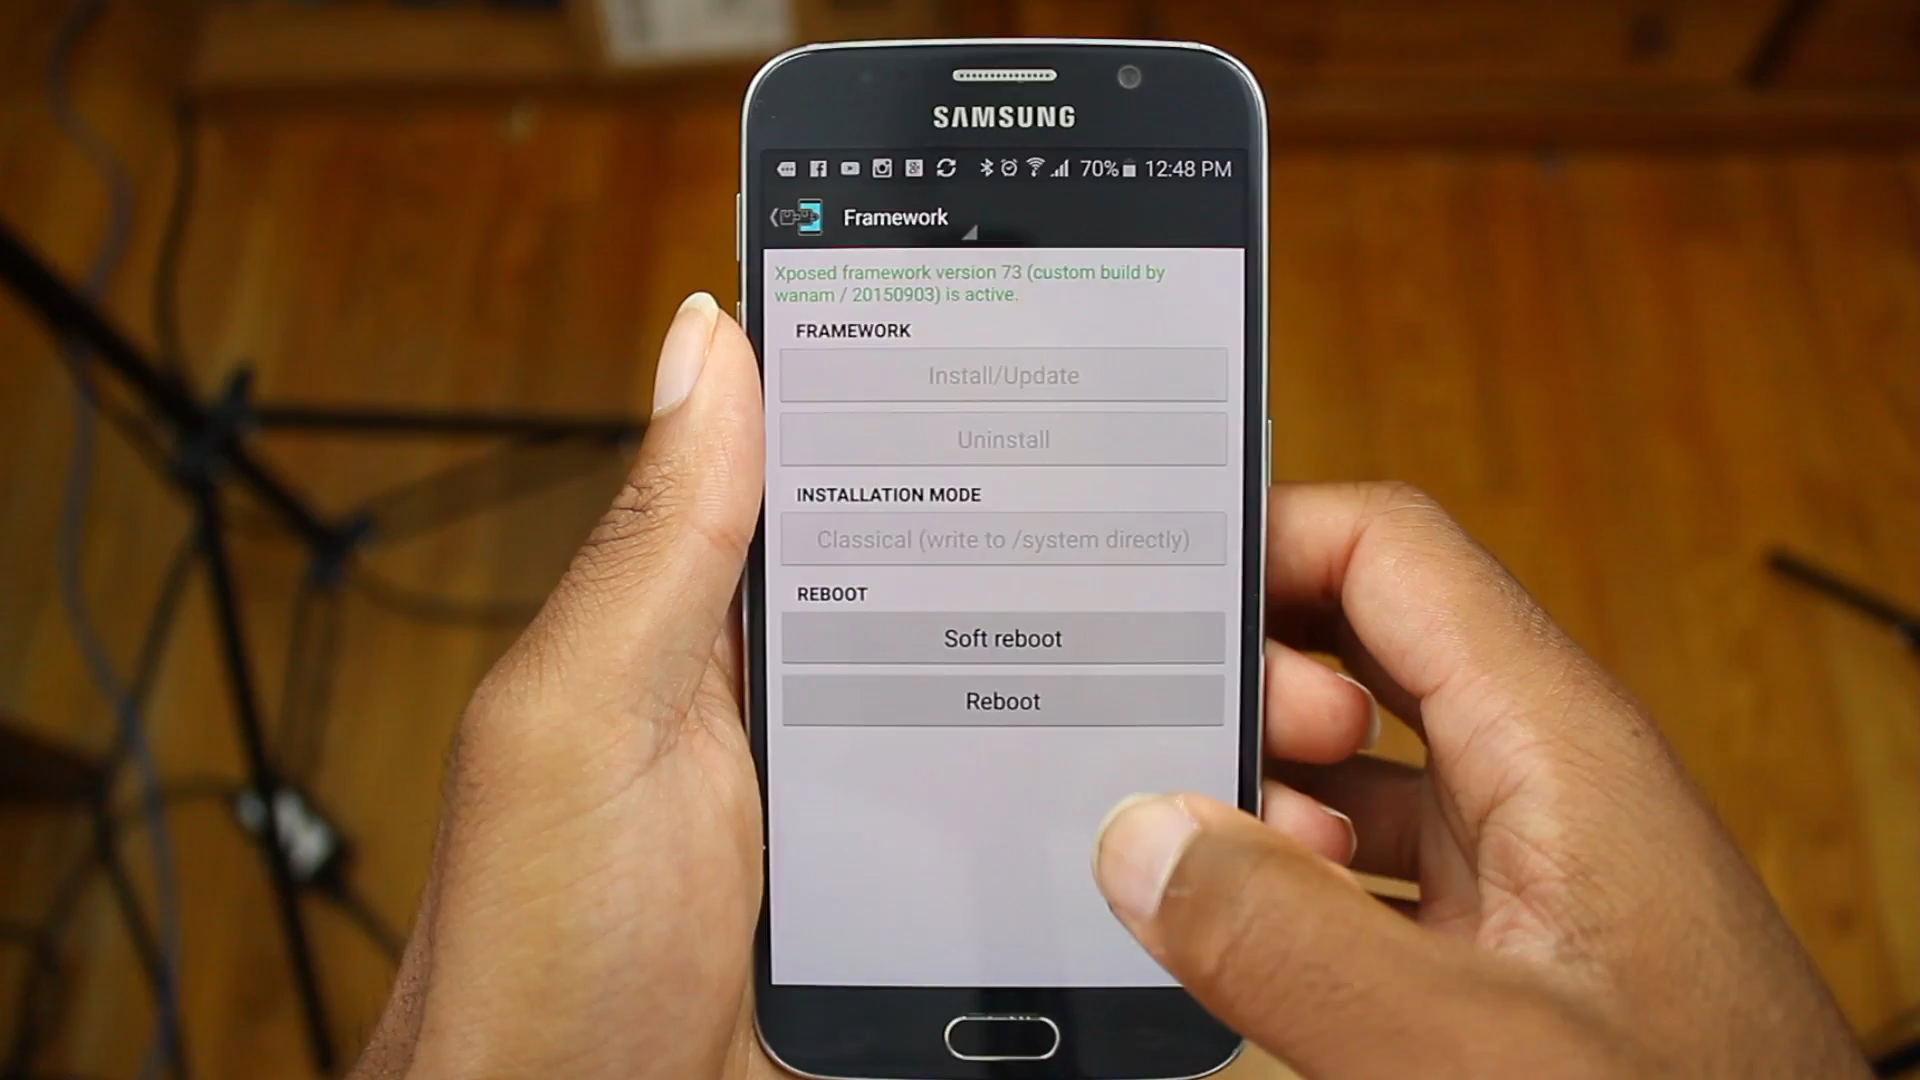 SAMSUNG
70% 12:48 PM
Framework
Xposed framework version 73 (custom build by
wanam / 20150903) is active.
FRAMEWORK
Install/Update
Uninstall
INSTALLATION MODE
Classical (write to /system directly)
REBOOT
Soft reboot
Reboot